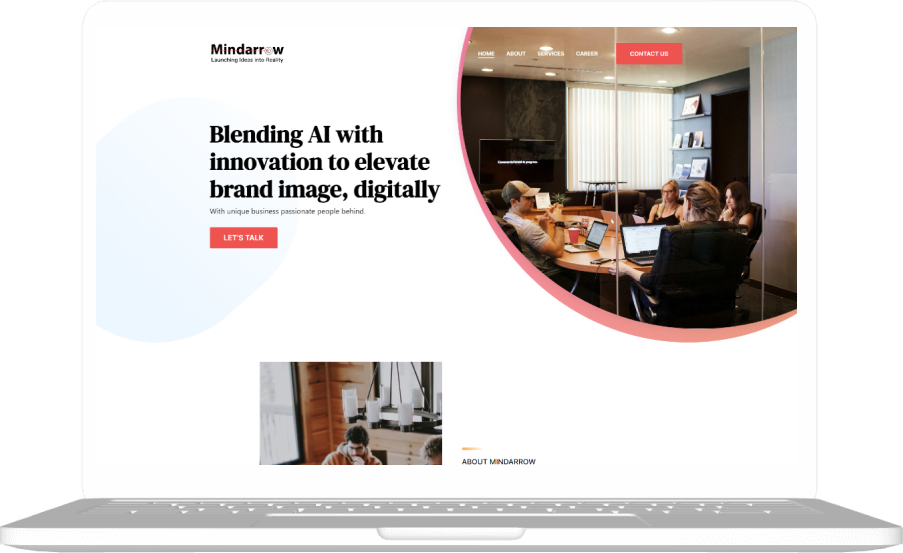 Mindarrow
Launching Ideas into Reality
HOME ABOUT SERVICES CAREER CONTACT US
Blending AI with
innovation to elevate
brand image, digitally
With unique business passionate people behind.
LET'S TALK
ABOUT MINDARROW